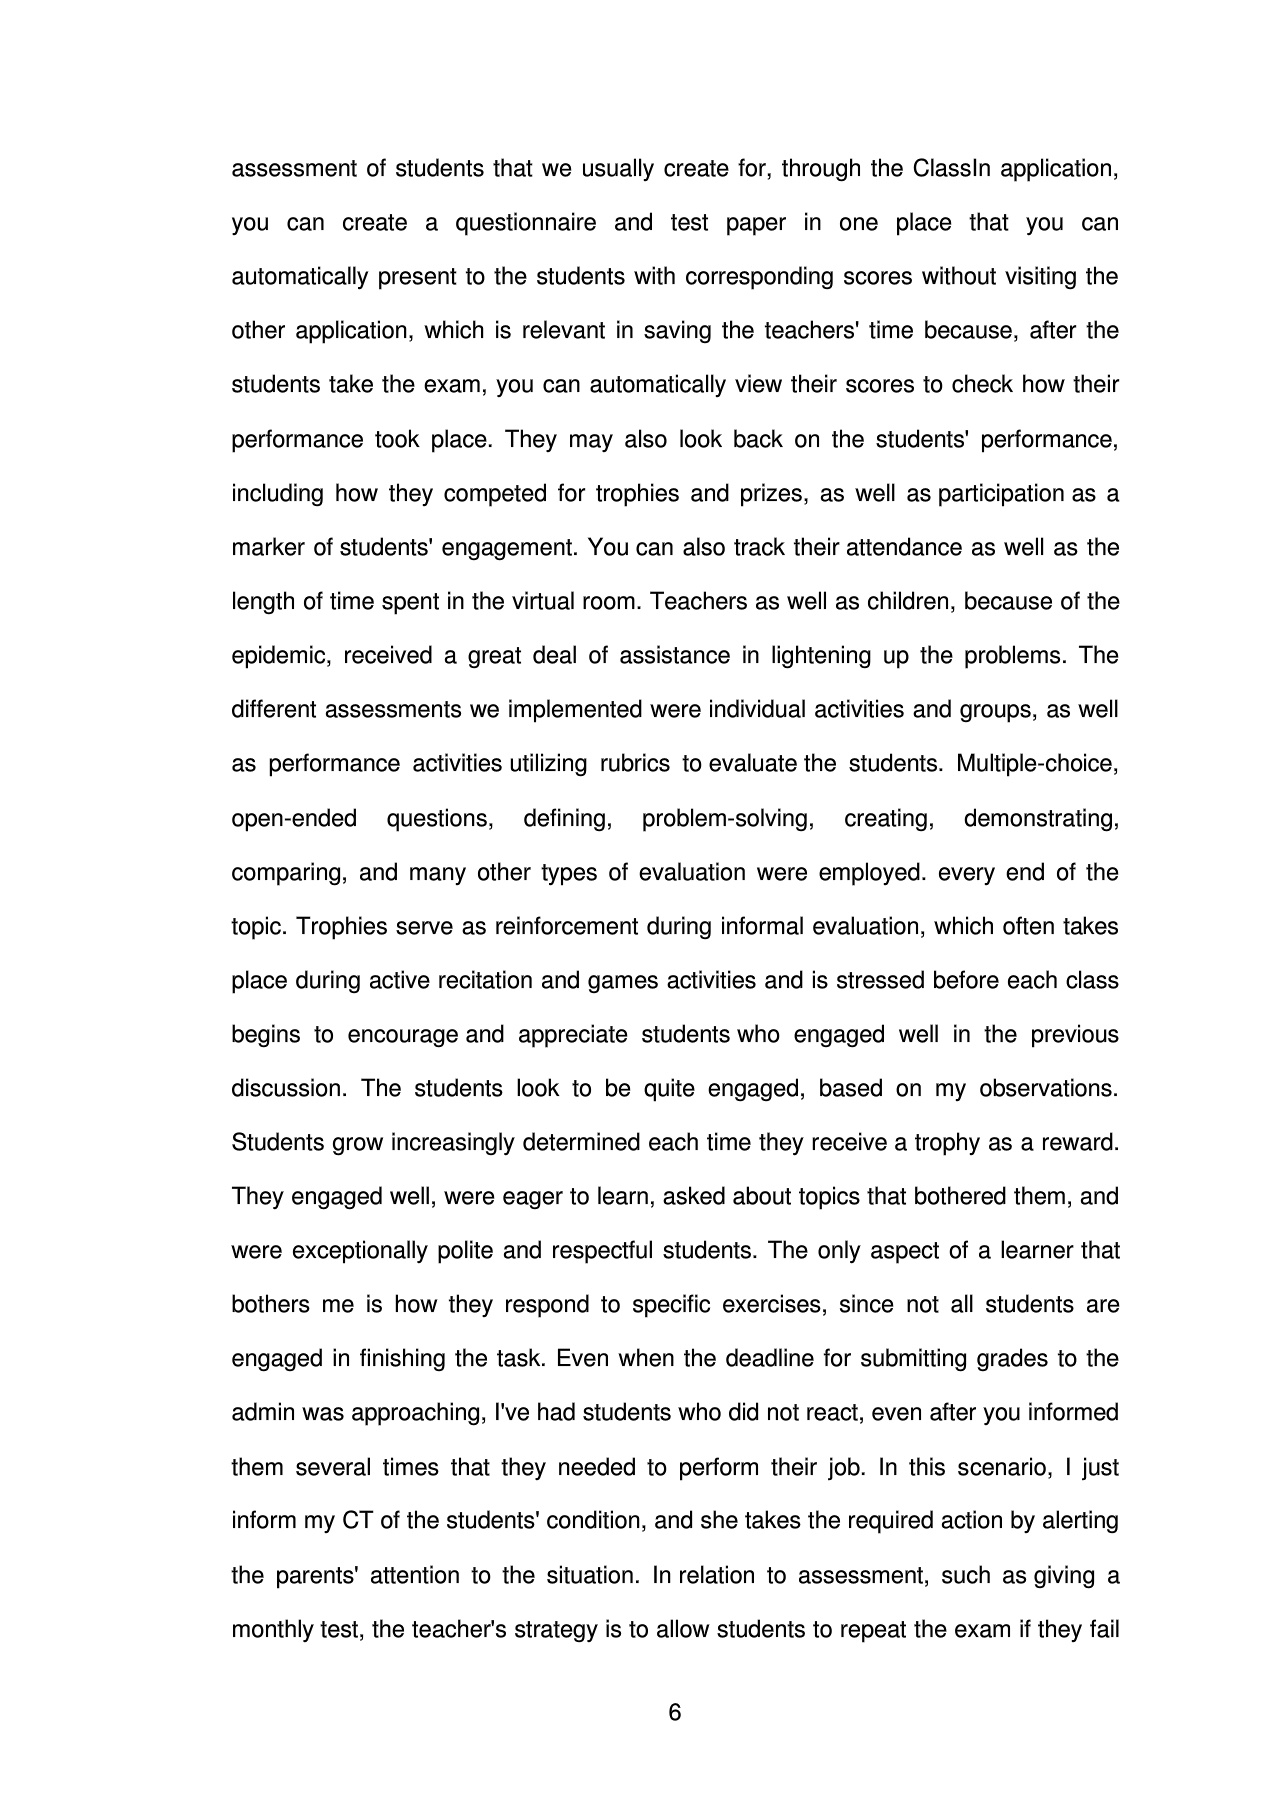 assessment of students that we usually create for, through the ClassIn application,
you can create a questionnaire and test paper in one place that you can
automatically present to the students with corresponding scores without visiting the
other application, which is relevant in saving the teachers' time because, after the
students take the exam, you can automatically view their scores to check how their
performance took place. They may also look back on the students' performance,
including how they competed for trophies and prizes, as well as participation as a
marker of students' engagement. You can also track their attendance as well as the
length of time spent in the virtual room. Teachers as well as children, because of the
epidemic, received a great deal of assistance in lightening up the problems. The
different assessments we implemented were individual activities and groups, as well
as performance activities utilizing rubrics to evaluate the students. Multiple-choice,
open-ended questions, defining, problem-solving, creating, demonstrating,
comparing, and many other types of evaluation were employed. every end of the
topic. Trophies serve as reinforcement during informal evaluation, which often takes
place during active recitation and games activities and is stressed before each class
begins to encourage and appreciate students who engaged well in the previous
discussion. The students look to be quite engaged, based on my observations.
Students grow increasingly determined each time they receive a trophy as a reward.
They engaged well, were eager to learn, asked about topics that bothered them, and
were exceptionally polite and respectful students. The only aspect of a learner that
bothers me is how they respond to specific exercises, since not all students are
engaged in finishing the task. Even when the deadline for submitting grades to the
admin was approaching, I've had students who did not react, even after you informed
them several times that they needed to perform their job. In this scenario, I just
inform my CT of the students' condition, and she takes the required action by alerting
the parents' attention to the situation. In relation to assessment, such as giving a
monthly test, the teacher's strategy is to allow students to repeat the exam if they fail
6